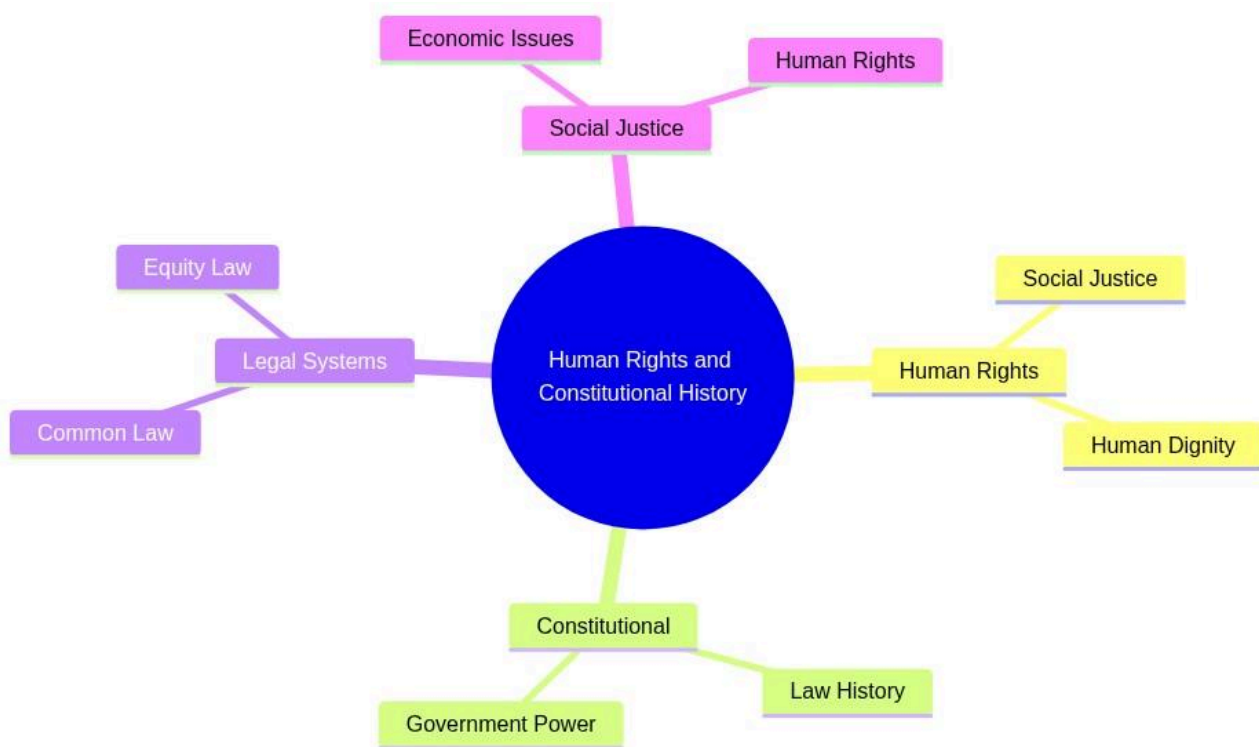 Economic Issues
Human Rights
Social Justice
Equity Law
Social Justice
Legal Systems
Human Rights and
Constitutional History
Human Rights
Common Law
Human Dignity
Constitutional
Law History
Government Power